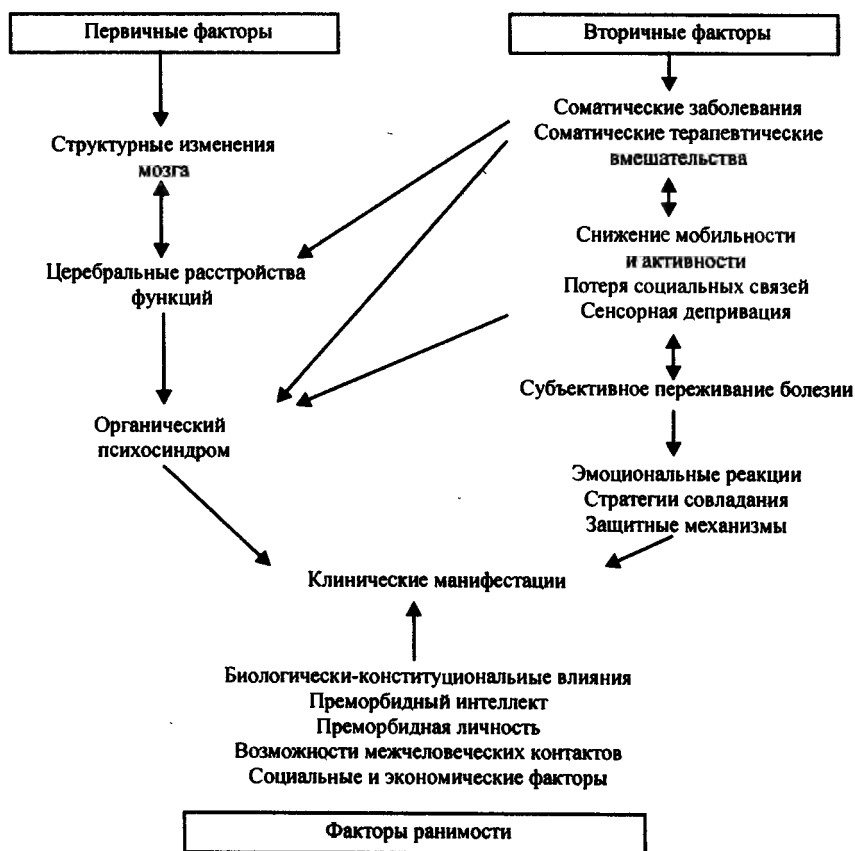 Первичные факторы
Вторичные факторы
Структурные изменения
мозга
Церебральные расстройства
функций
Органический
психосиндром
Соматические заболевания
Соматические терапевтические
вмешательства
Снижение мобильности
и активности
Потеря социальных связей
Сенсорная депривация
Субъективное переживание болезии
Эмоциональные реакции
Стратегии совладания
Защитные механизмы
Клинические манифестации
Биологически-конституциональные влияния
Преморбидный интеллект
Преморбидная личность
Возможности межчеловеческих контактов
Социальные и экономические факторы
Факторы ранимости